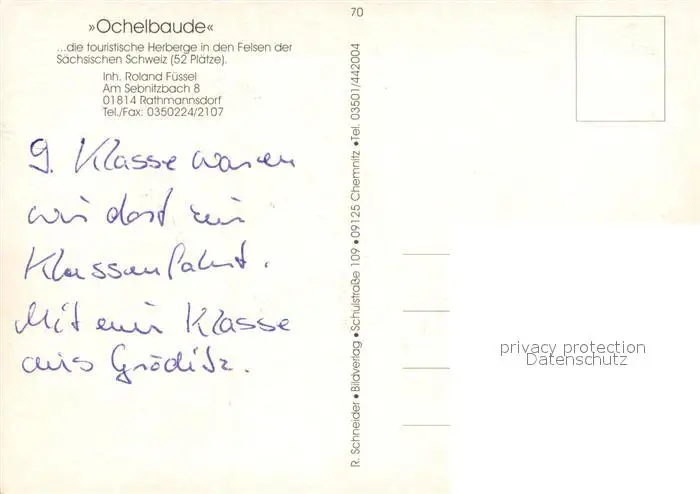 »Ochelbaude«
...die touristische Herberge in den Felsen der
Sächsischen Schweiz (52 Plätze).
Inh. Roland Füssel
Am Sebnitzbach 8
01814 Rathmannsdorf
Tel./Fax: 0350224/2107
9. Klasse waren
wir dort zur
Klassenfahrt.
Mit einer Klasse
aus Gröditz.
70
R. Schneider • Bildverlag • Schulstraße 109 • 09125 Chemnitz • Tel. 03501/442004
privacy protection
Datenschutz